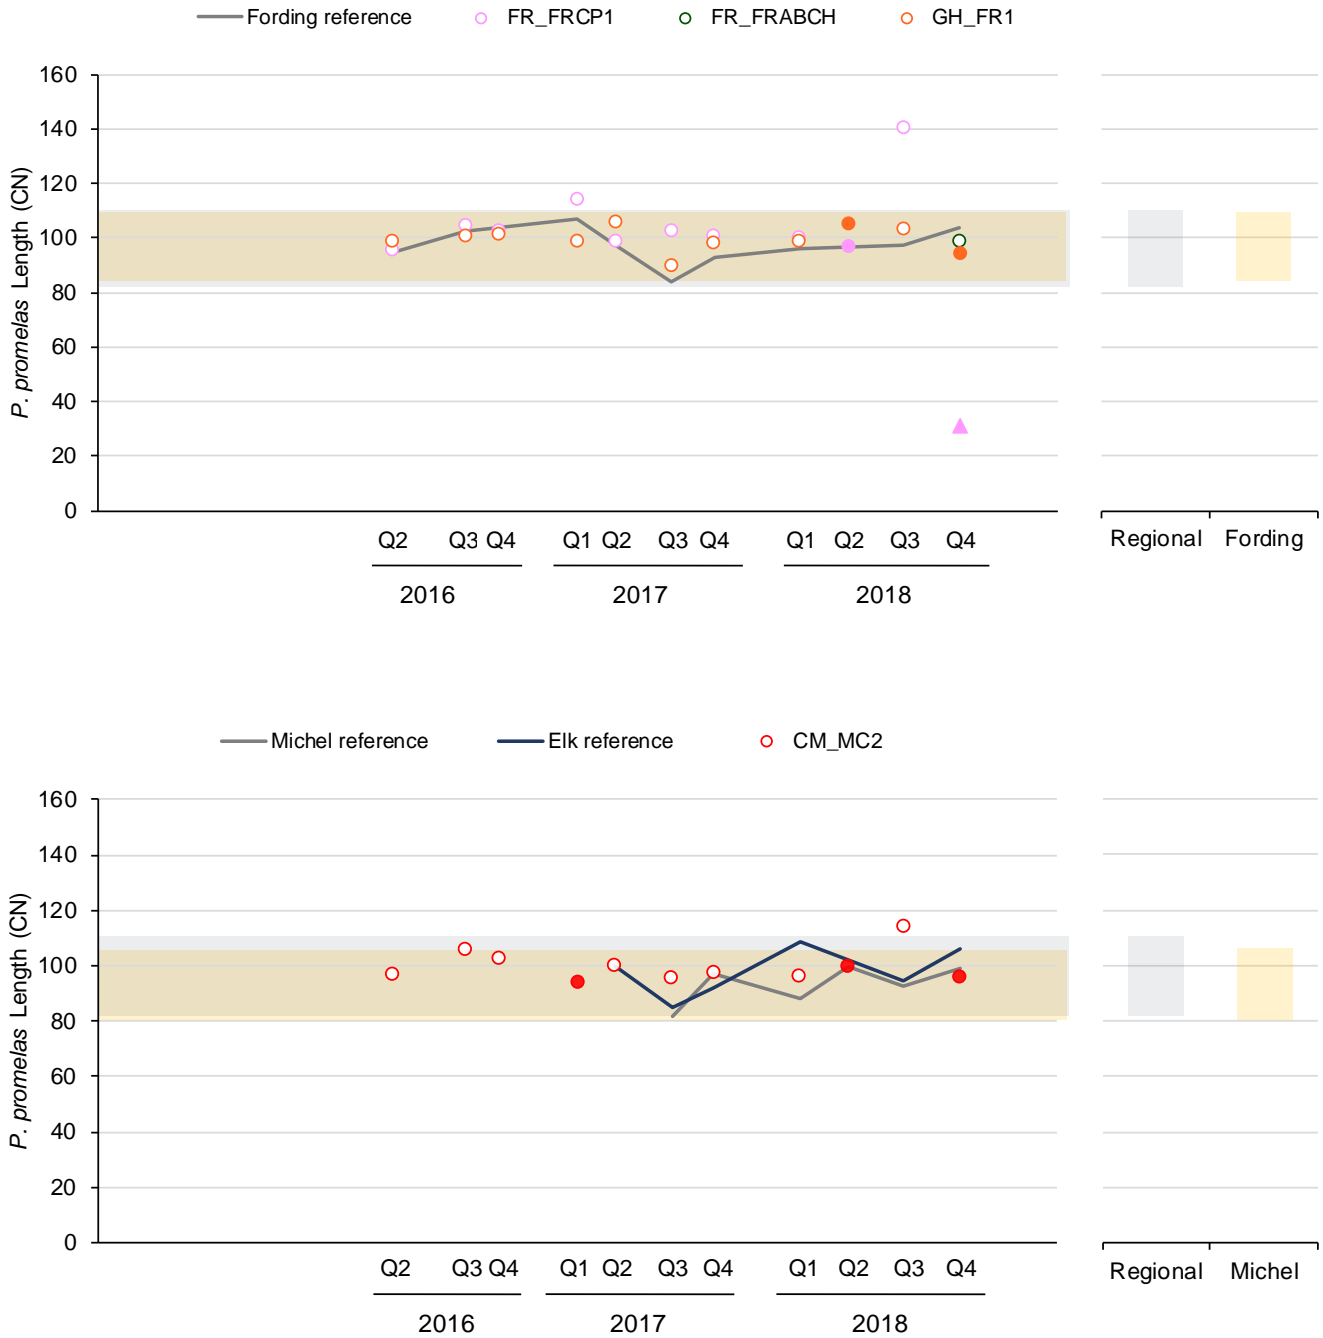 Fording reference FR_FRCP1 FR_FRABCH GH_FR1
P. promelas Length (CN)
160
140
120
100
80
60
40
20
0
Q2 Q3 Q4 Q1 Q2 Q3 Q4 Q1 Q2 Q3 Q4
2016 2017 2018
Regional Fording
Michel reference Elk reference CM_MC2
P. promelas Length (CN)
160
140
120
100
80
60
40
20
0
Q2 Q3 Q4 Q1 Q2 Q3 Q4 Q1 Q2 Q3 Q4
2016 2017 2018
Regional Michel